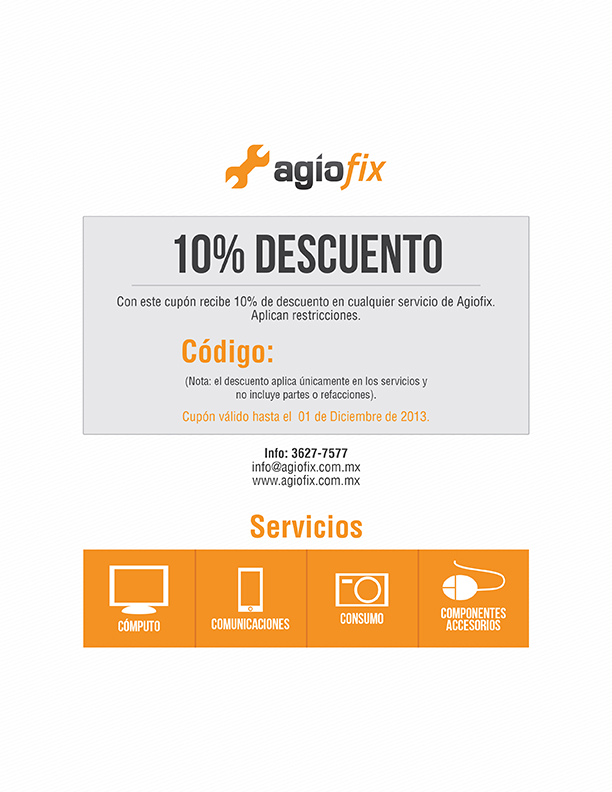 agiofix
10% DESCUENTO
Con este cupón recibe 10% de descuento en cualquier servicio de Agiofix.
Aplican restricciones.
Código:
(Nota: el descuento aplica únicamente en los servicios y
no incluye partes o refacciones).
Cupón válido hasta el 01 de Diciembre de 2013.
Info: 3627-7577
info@agiofix.com.mx
www.agiofix.com.mx
Servicios
CÓMPUTO
COMUNICACIONES
CONSUMO
COMPONENTES
ACCESORIOS